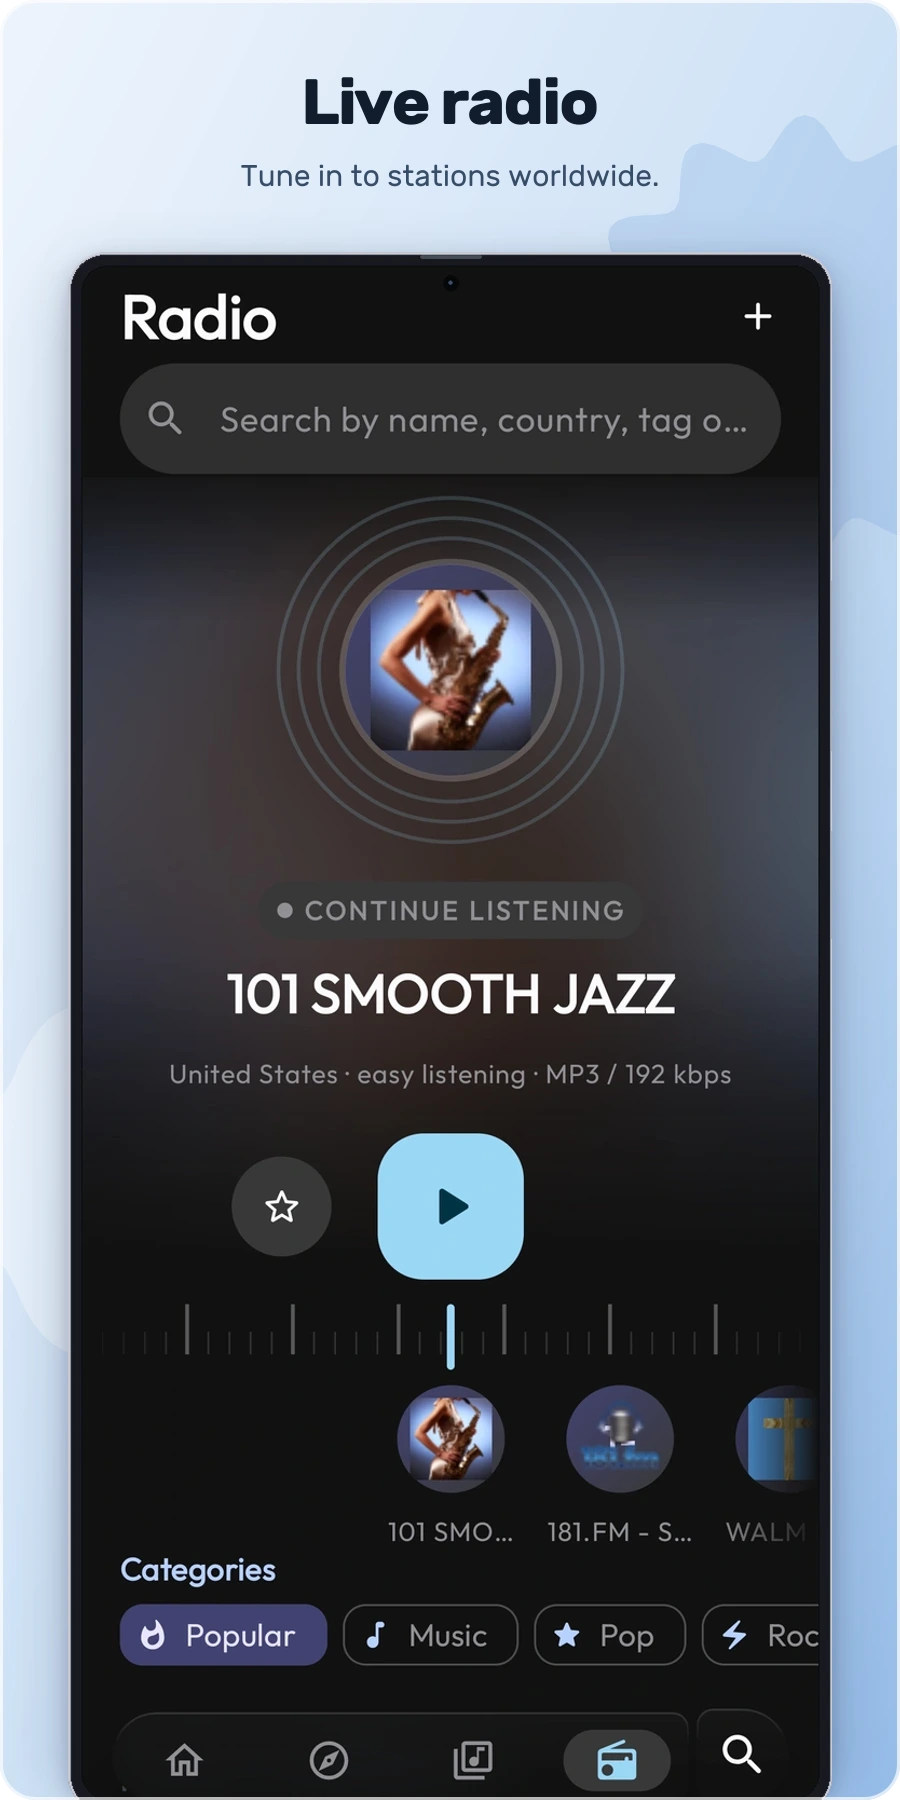 Live radio
Tune in to stations worldwide.
Radio
Search by name, country, tag o...
CONTINUE LISTENING
101 SMOOTH JAZZ
United States · easy listening · MP3 / 192 kbps
101 SMO... 181.FM - S... WALM
Categories
Popular Music Pop Roc